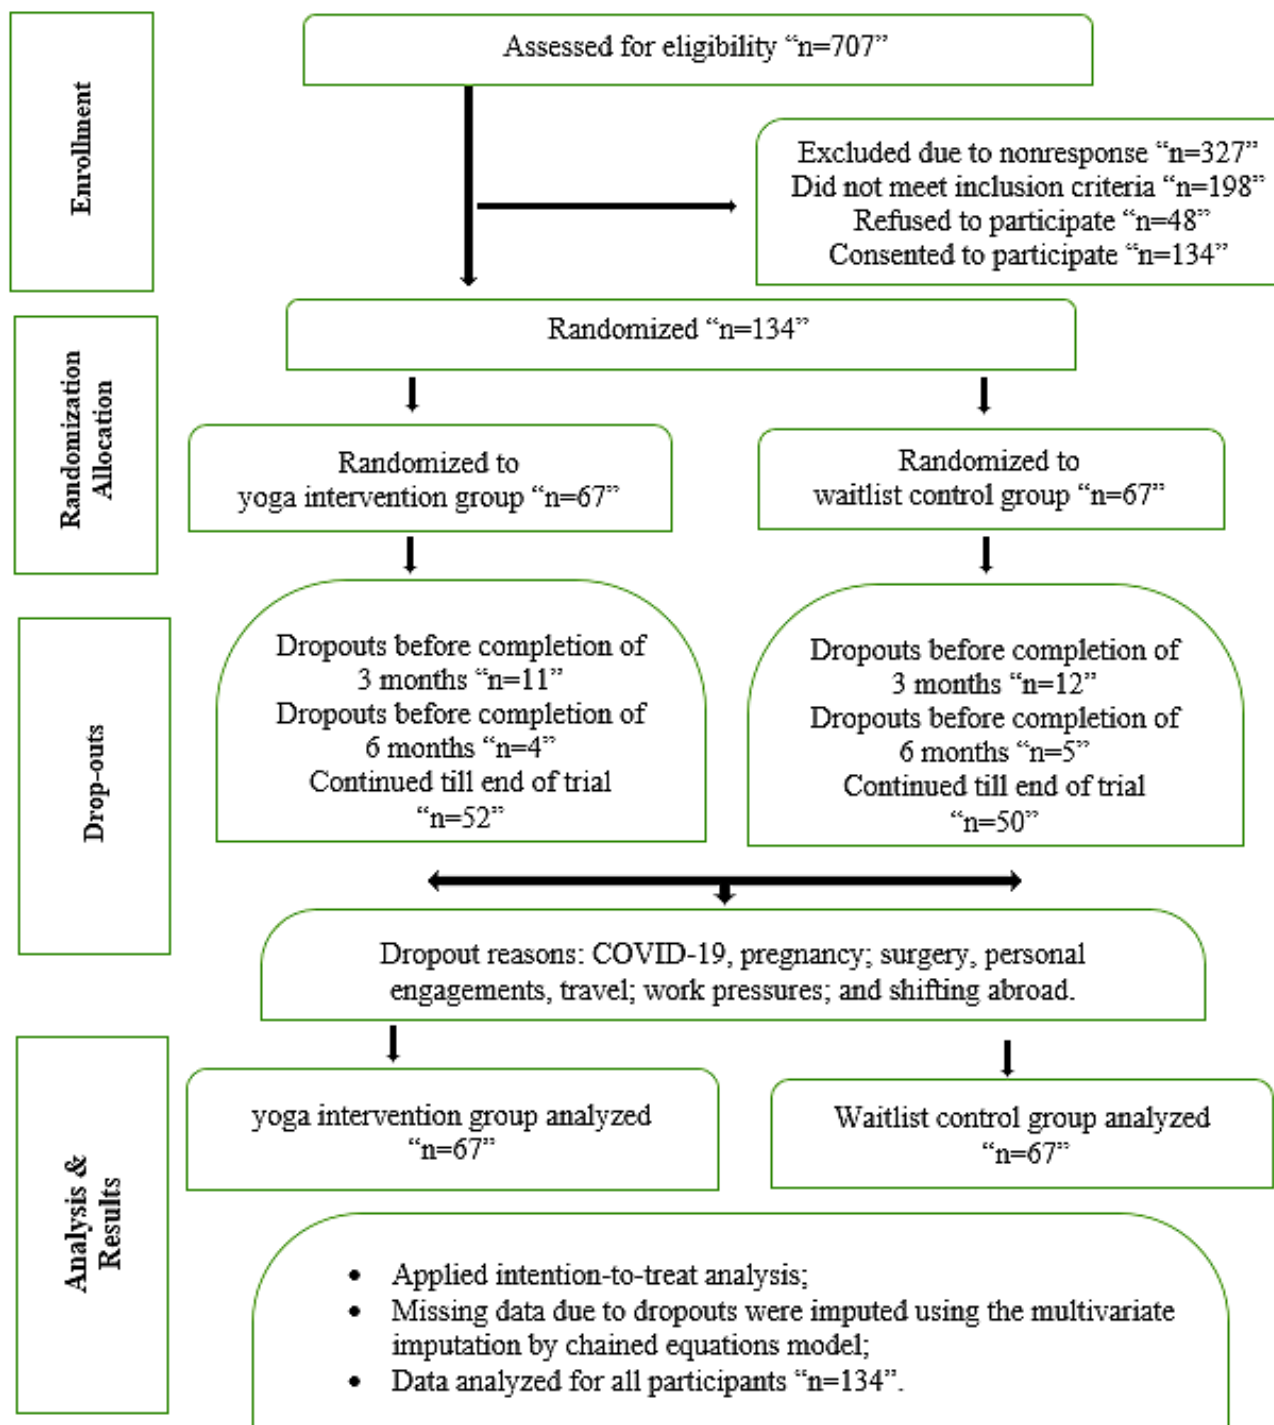 Enrollment
Assessed for eligibility “n=707”
Excluded due to nonresponse “n=327”
Did not meet inclusion criteria “n=198”
Refused to participate “n=48”
Consented to participate “n=134”
Randomization
Allocation
Randomized “n=134”
Randomized to
yoga intervention group “n=67”
Randomized to
waitlist control group “n=67”
Drop-outs
Dropouts before completion of
3 months “n=11”
Dropouts before completion of
6 months “n=4”
Continued till end of trial
“n=52”
Dropouts before completion of
3 months “n=12”
Dropouts before completion of
6 months “n=5”
Continued till end of trial
“n=50”
Dropout reasons: COVID-19, pregnancy; surgery, personal
engagements, travel; work pressures; and shifting abroad.
Analysis &
Results
yoga intervention group analyzed
“n=67”
Waitlist control group analyzed
“n=67”
• Applied intention-to-treat analysis;
• Missing data due to dropouts were imputed using the multivariate
imputation by chained equations model;
• Data analyzed for all participants “n=134”.